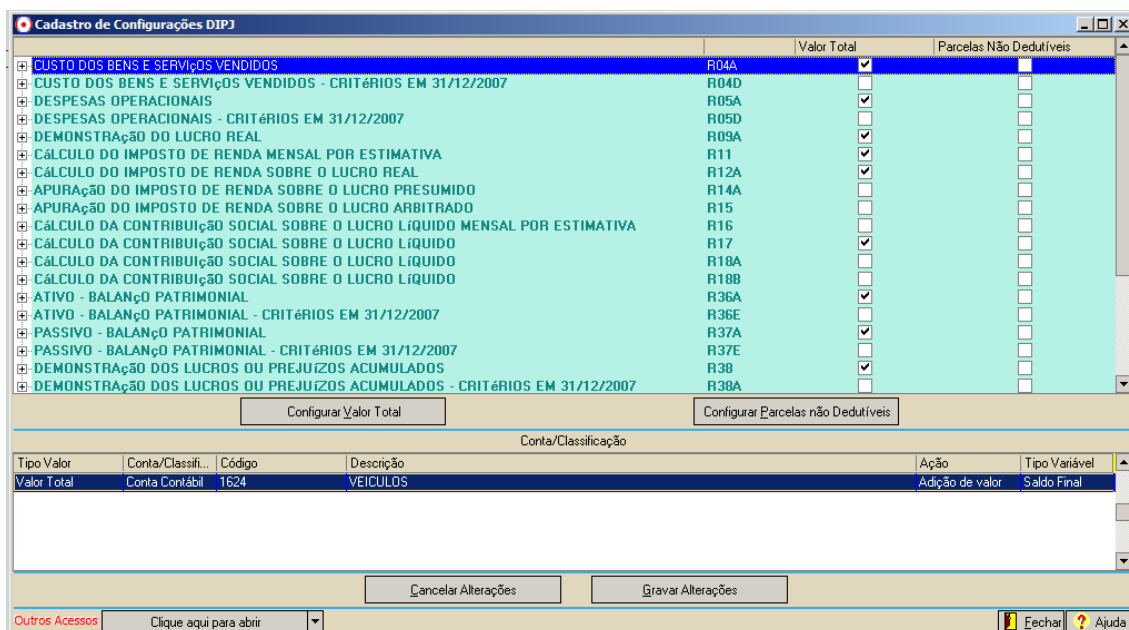 Cadastro de Configurações DIPJ
Valor Total Parcelas Não Dedutíveis
CUSTO DOS BENS E SERVIçOS VENDIDOS R04A
CUSTO DOS BENS E SERVIçOS VENDIDOS - CRITéRIOS EM 31/12/2007 R04D
DESPESAS OPERACIONAIS R05A
DESPESAS OPERACIONAIS - CRITéRIOS EM 31/12/2007 R05D
DEMONSTRAçãO DO LUCRO REAL R09A
CáLCULO DO IMPOSTO DE RENDA MENSAL POR ESTIMATIVA R11
CáLCULO DO IMPOSTO DE RENDA SOBRE O LUCRO REAL R12A
APURAçãO DO IMPOSTO DE RENDA SOBRE O LUCRO PRESUMIDO R14A
APURAçãO DO IMPOSTO DE RENDA SOBRE O LUCRO ARBITRADO R15
CáLCULO DA CONTRIBUIçãO SOCIAL SOBRE O LUCRO LíQUIDO MENSAL POR ESTIMATIVA R16
CáLCULO DA CONTRIBUIçãO SOCIAL SOBRE O LUCRO LíQUIDO R17
CáLCULO DA CONTRIBUIçãO SOCIAL SOBRE O LUCRO LíQUIDO R18A
CáLCULO DA CONTRIBUIçãO SOCIAL SOBRE O LUCRO LíQUIDO R18B
ATIVO - BALANçO PATRIMONIAL R36A
ATIVO - BALANçO PATRIMONIAL - CRITéRIOS EM 31/12/2007 R36E
PASSIVO - BALANçO PATRIMONIAL R37A
PASSIVO - BALANçO PATRIMONIAL - CRITéRIOS EM 31/12/2007 R37E
DEMONSTRAçãO DOS LUCROS OU PREJUíZOS ACUMULADOS R38
DEMONSTRAçãO DOS LUCROS OU PREJUíZOS ACUMULADOS - CRITéRIOS EM 31/12/2007 R38A
Configurar Valor Total Configurar Parcelas não Dedutíveis
Conta/Classificação
Tipo Valor Conta/Classifi... Código Descrição Ação Tipo Variável
Valor Total Conta Contábil 1624 VEICULOS Adição de valor Saldo Final
Cancelar Alterações Gravar Alterações
Outros Acessos Clique aqui para abrir Fechar ? Ajuda